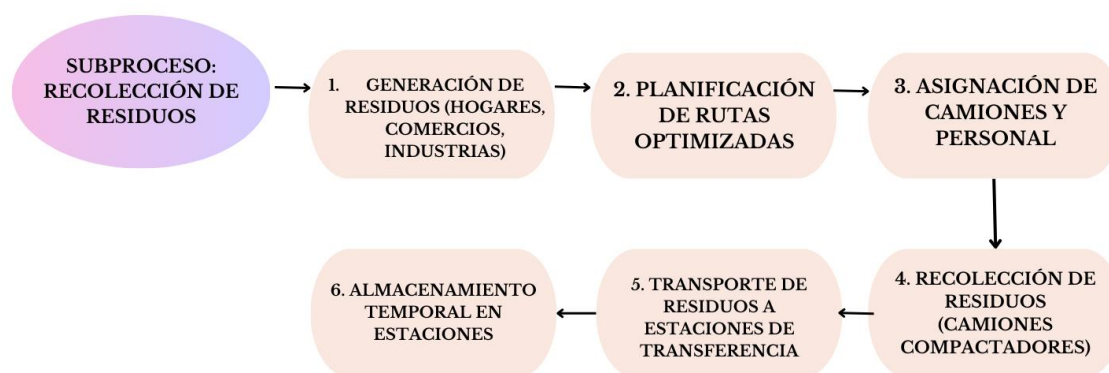 SUBPROCESO:
RECOLECCIÓN DE
RESIDUOS
1. GENERACIÓN DE
RESIDUOS (HOGARES,
COMERCIOS,
INDUSTRIAS)
2. PLANIFICACIÓN
DE RUTAS
OPTIMIZADAS
3. ASIGNACIÓN DE
CAMIONES Y
PERSONAL
4. RECOLECCIÓN DE
RESIDUOS
(CAMIONES
COMPACTADORES)
5. TRANSPORTE DE
RESIDUOS A
ESTACIONES DE
TRANSFERENCIA
6. ALMACENAMIENTO
TEMPORAL EN
ESTACIONES